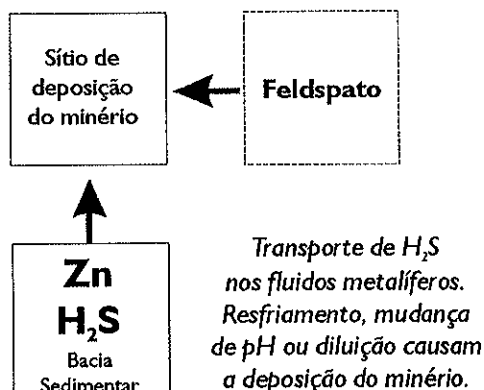 Sítio de
deposição
do minério
Feldspato
Zn
H₂S
Bacia
Sedimentar
Transporte de H₂S
nos fluidos metalíferos.
Resfriamento, mudança
de pH ou diluição causam
a deposição do minério.